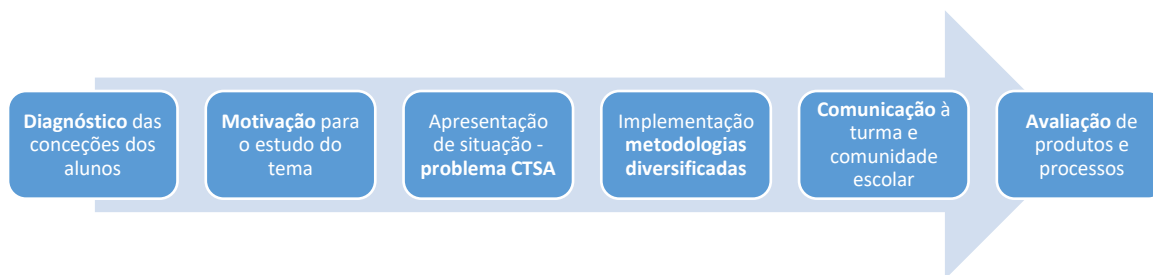 Diagnóstico das
conceções dos
alunos
Motivação para
o estudo do
tema
Apresentação
de situação -
problema CTSA
Implementação
metodologias
diversificadas
Comunicação à
turma e
comunidade
escolar
Avaliação de
produtos e
processos